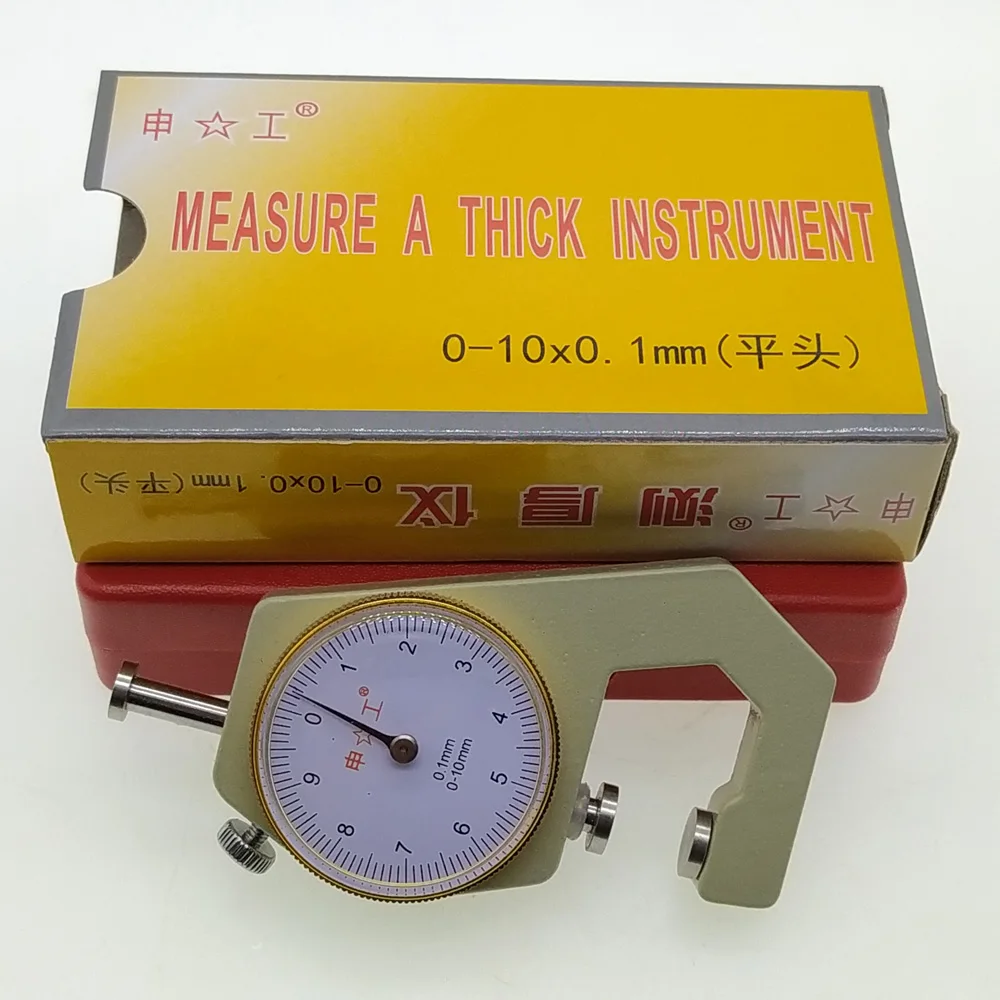 申☆工®
MEASURE A THICK INSTRUMENT
0-10x0.1mm(平头)
申☆工® 测厚仪 0-10x0.1mm(平头)
0 1 2 3 4 5 6 7 8 9
申☆工®
0.1mm
0-10mm